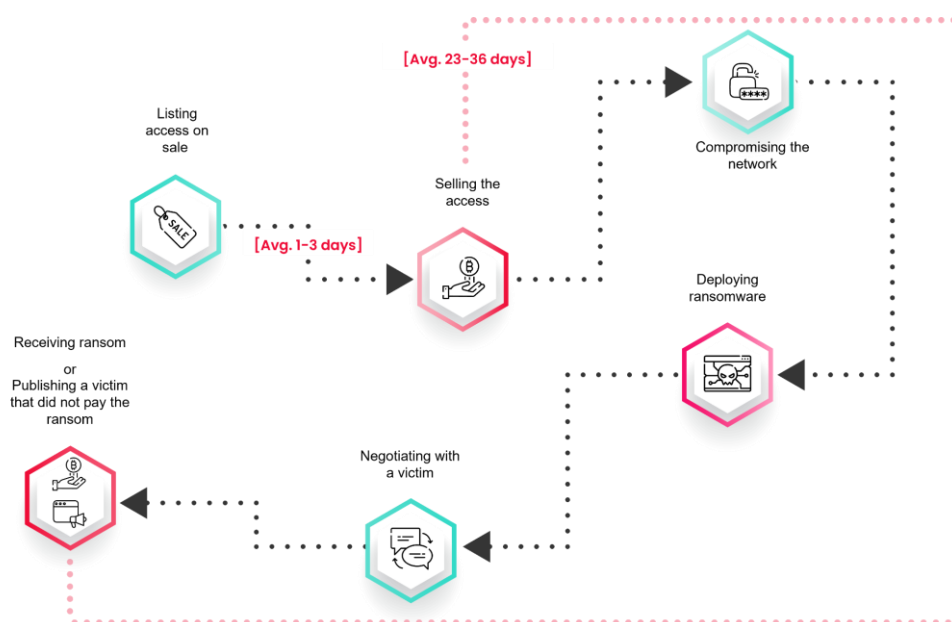 [Avg. 23-36 days]
Listing
access on
sale
SALE
[Avg. 1-3 days]
Selling the
access
****
Compromising the
network
Deploying
ransomware
Negotiating with
a victim
Receiving ransom
or
Publishing a victim
that did not pay the
ransom